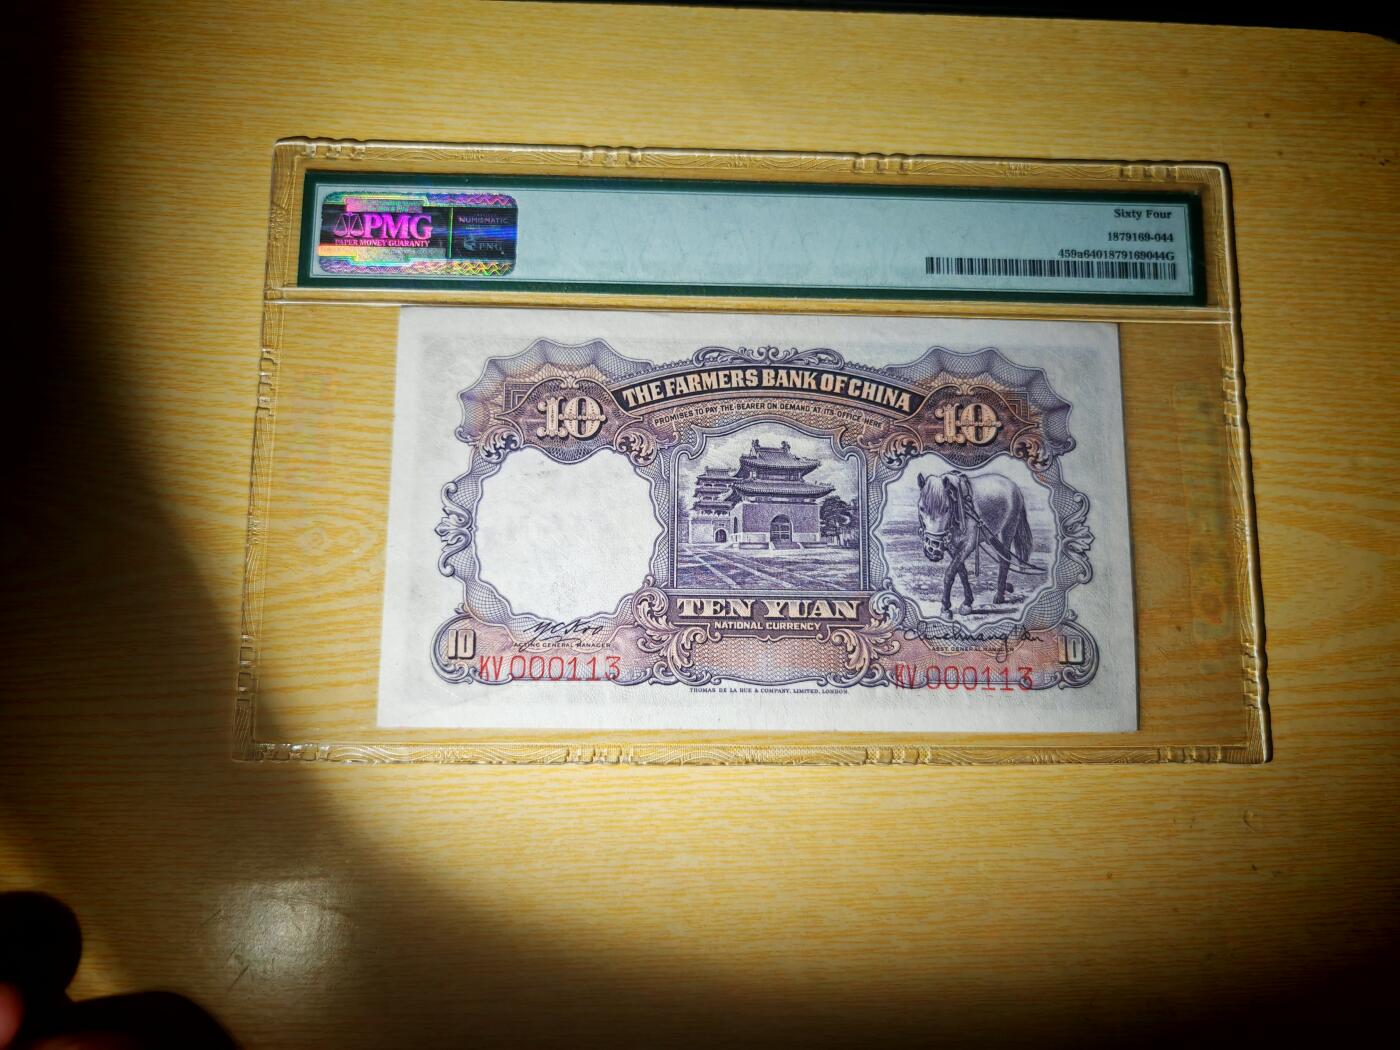 PMG
PAPER MONEY GUARANTY
NUMISMATIC
PNG
Sixty Four
1879169-044
459a6401879169044G
THE FARMERS BANK OF CHINA
PROMISES TO PAY THE BEARER ON DEMAND AT ITS OFFICE HERE
10 10
TEN YUAN
NATIONAL CURRENCY
ACTING GENERAL MANAGER
ASST. GENERAL MANAGER
10 10
KV000113 KV000113
THOMAS DE LA RUE & COMPANY, LIMITED, LONDON.